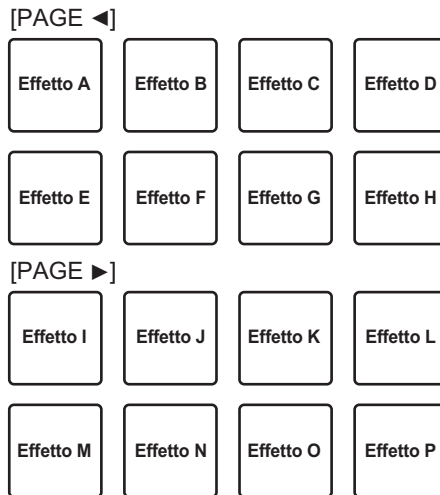 [PAGE ◄]
Effetto A Effetto B Effetto C Effetto D
Effetto E Effetto F Effetto G Effetto H
[PAGE ►]
Effetto I Effetto J Effetto K Effetto L
Effetto M Effetto N Effetto O Effetto P